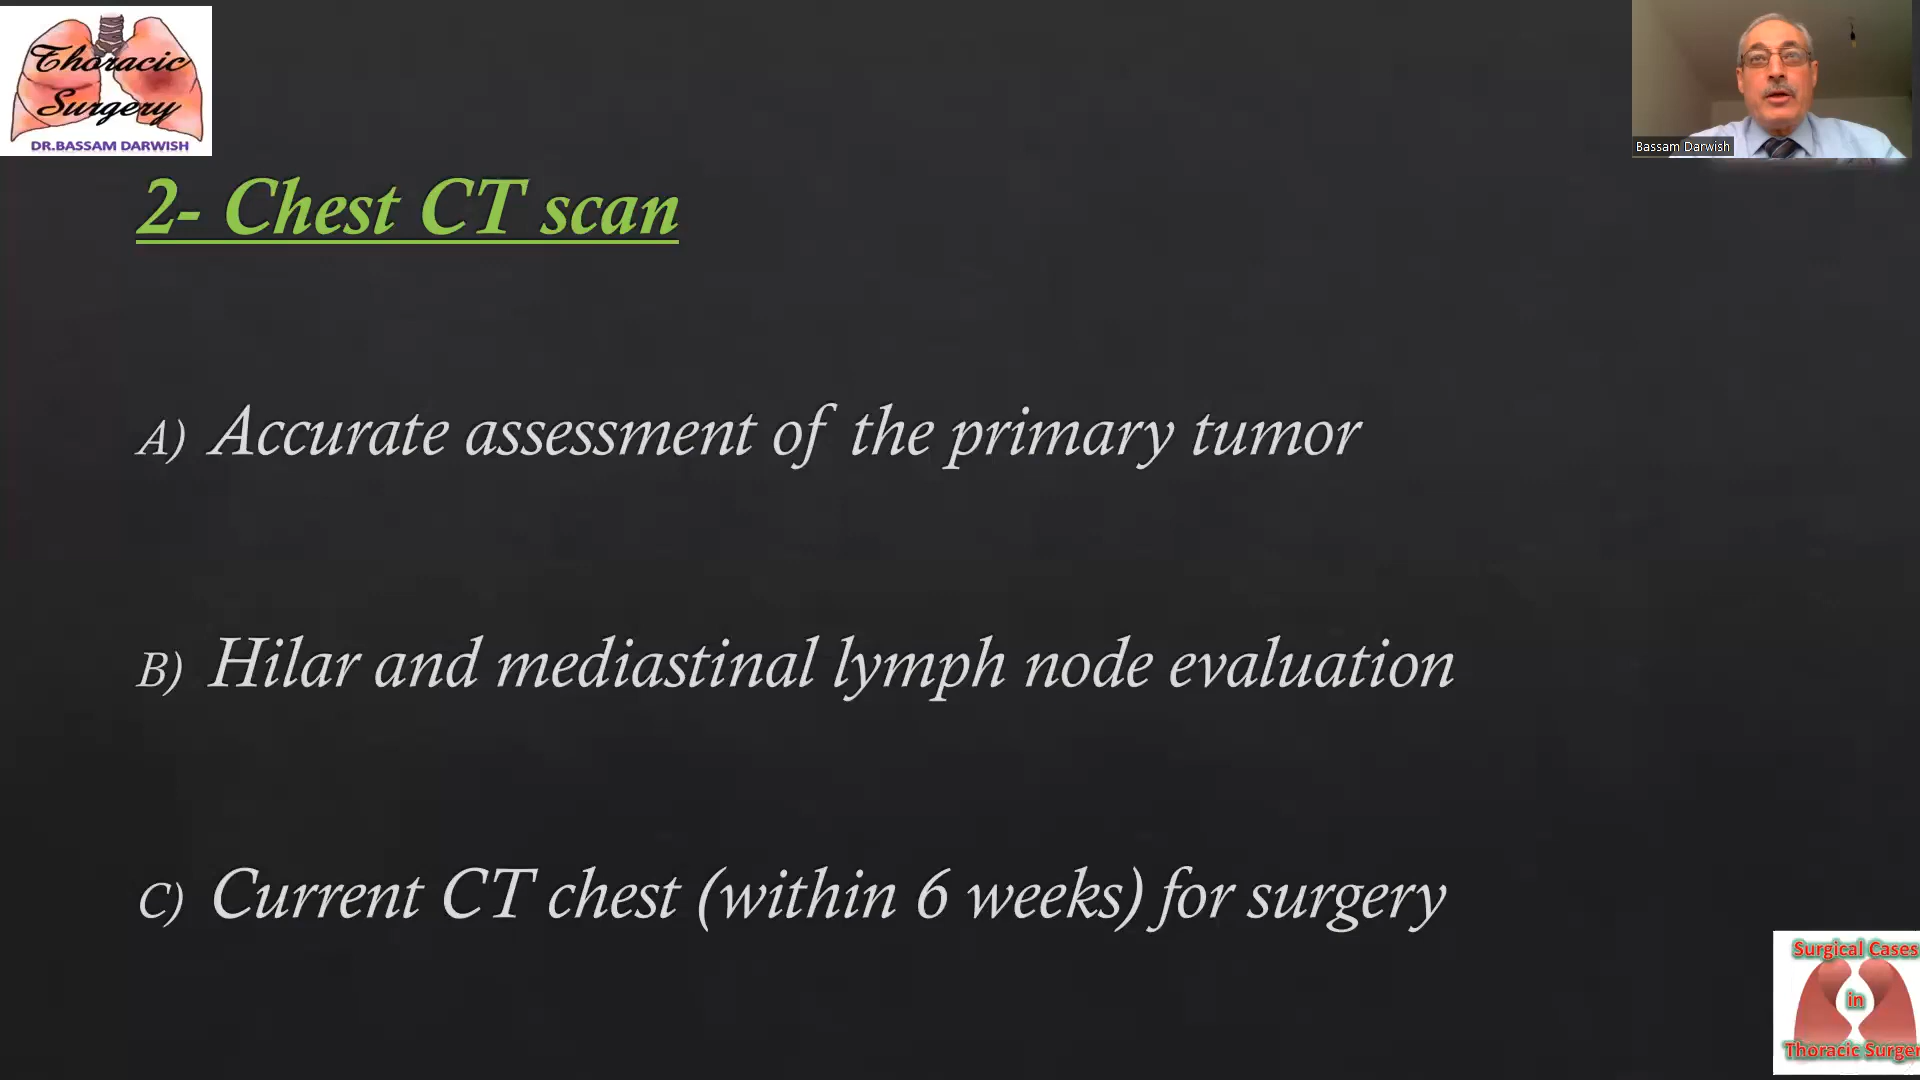 Thoracic
Surgery
DR.BASSAM DARWISH
Bassam Darwish
2- Chest CT scan
A) Accurate assessment of the primary tumor
B) Hilar and mediastinal lymph node evaluation
C) Current CT chest (within 6 weeks) for surgery
Surgical Cases
in
Thoracic Surger